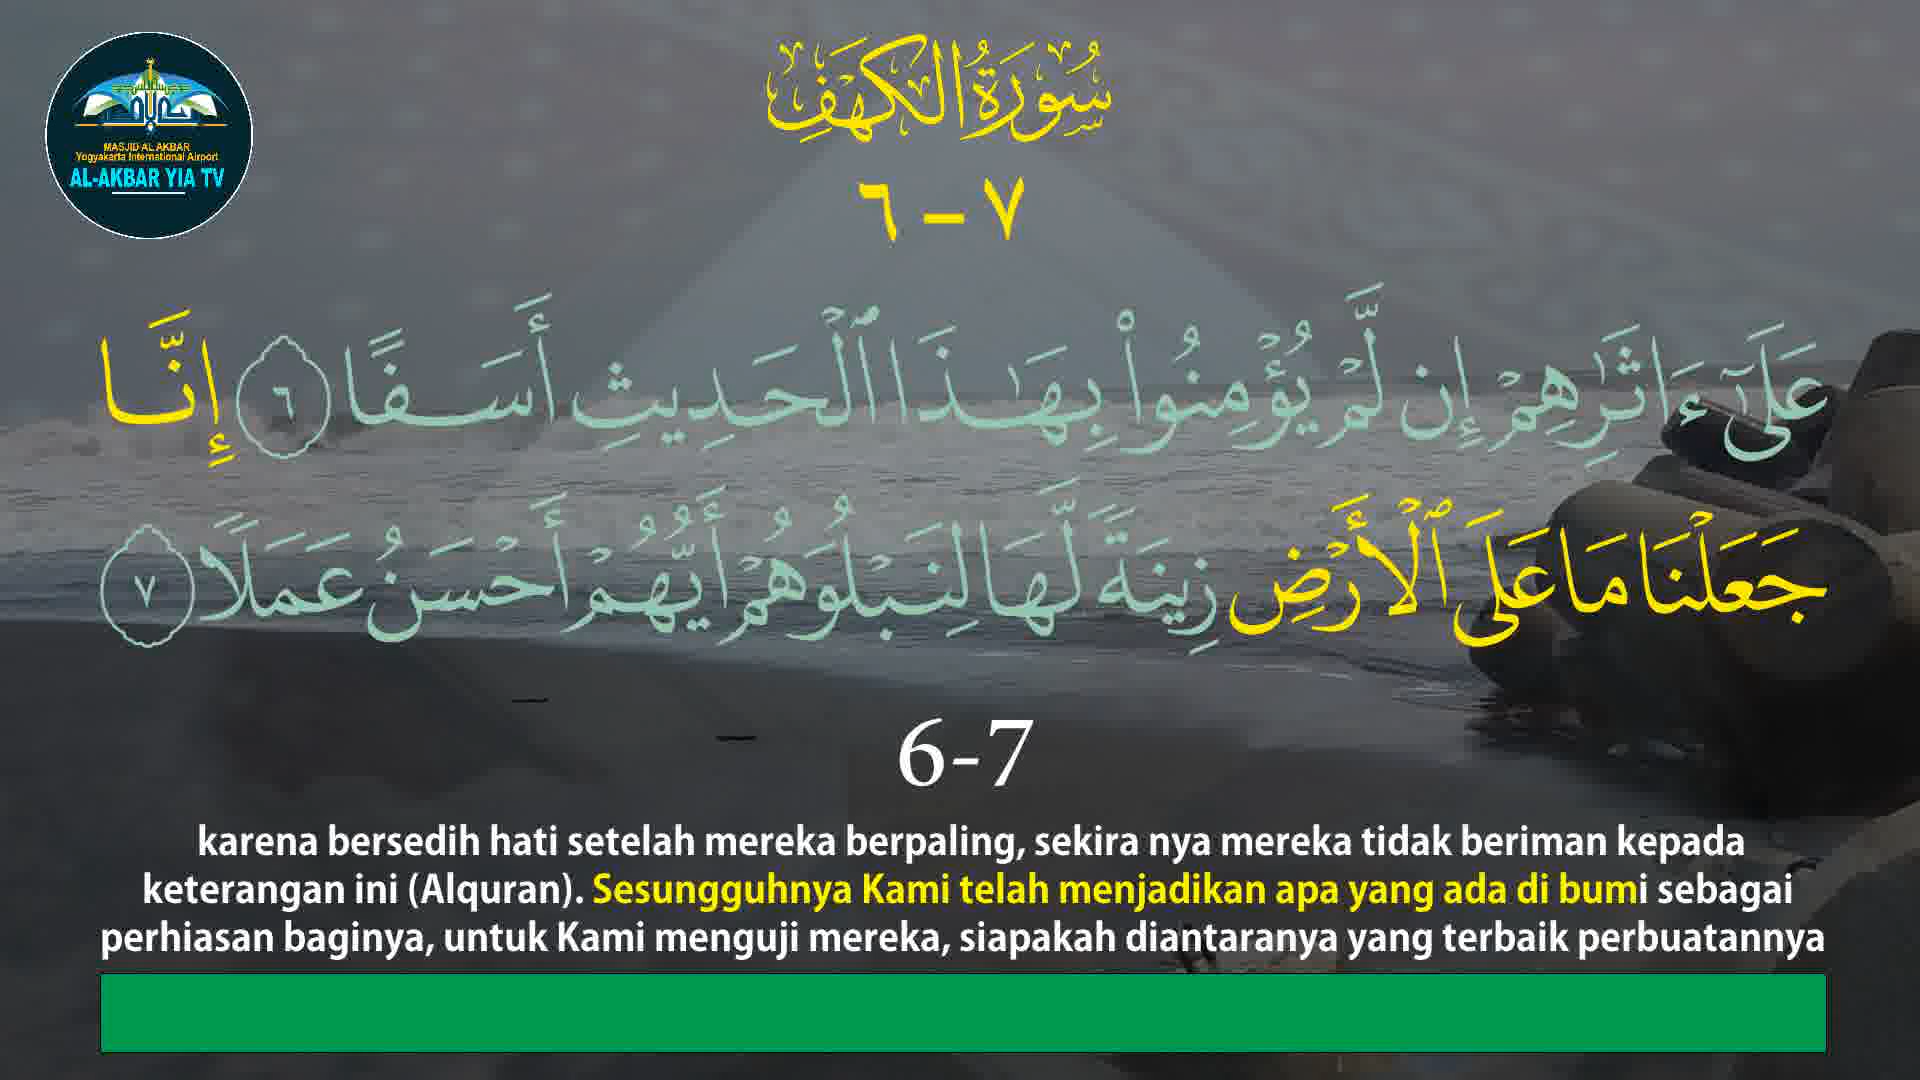 MASJID AL AKBAR
Yogyakarta International Airport
AL-AKBAR YIA TV
سُورَةُ الكَهْفِ
٦ - ٧
عَلَىٰٓ ءَاثَٰرِهِمْ إِن لَّمْ يُؤْمِنُوا۟ بِهَٰذَا ٱلْحَدِيثِ أَسَفًا ٦ إِنَّا
جَعَلْنَا مَا عَلَى ٱلْأَرْضِ زِينَةً لَّهَا لِنَبْلُوَهُمْ أَيُّهُمْ أَحْسَنُ عَمَلًا ٧
6-7
karena bersedih hati setelah mereka berpaling, sekira nya mereka tidak beriman kepada
keterangan ini (Alquran). Sesungguhnya Kami telah menjadikan apa yang ada di bumi sebagai
perhiasan baginya, untuk Kami menguji mereka, siapakah diantaranya yang terbaik perbuatannya